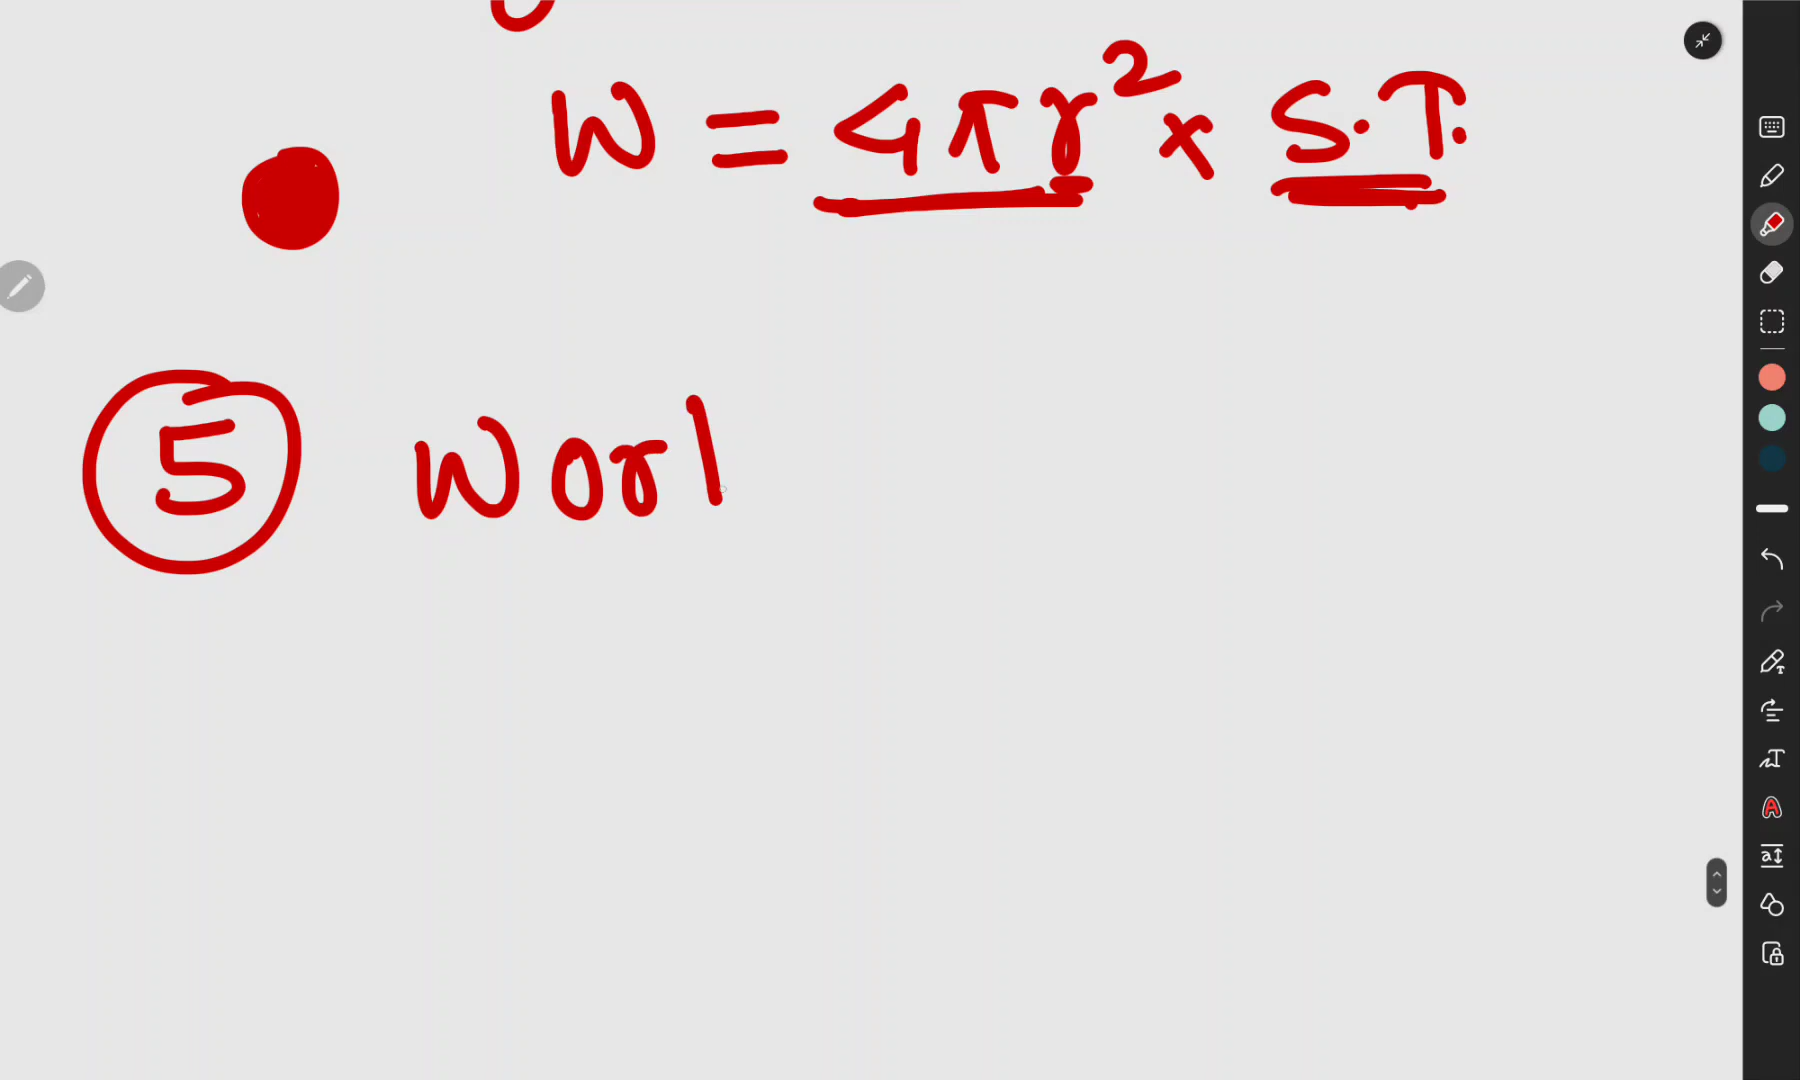 W = 4πr² × S.T.
5 Worl